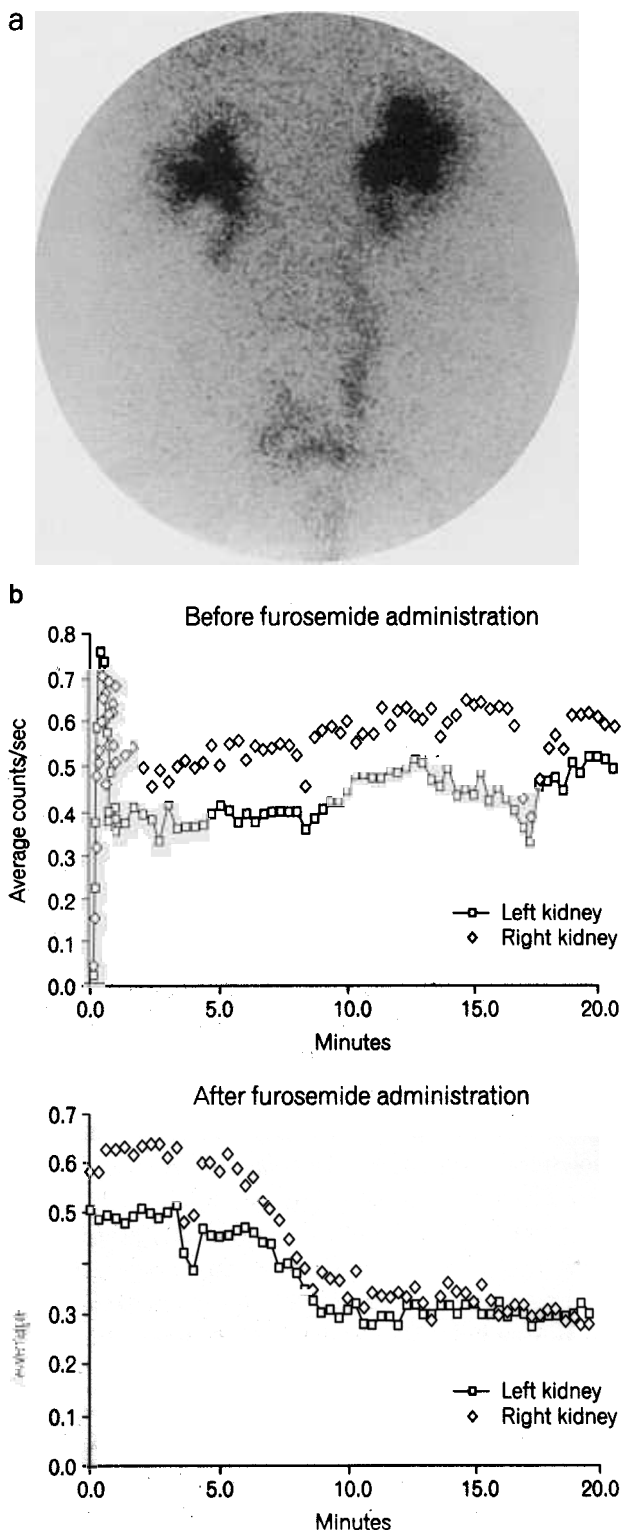 a
b
Before furosemide administration
0.8
0.7
0.6
0.5
0.4
0.3
0.2
0.1
0.0
Average counts/sec
Left kidney
Right kidney
0.0 5.0 10.0 15.0 20.0
Minutes
After furosemide administration
0.7
0.6
0.5
0.3
0.2
0.1
0.0
Left kidney
Right kidney
0.0 5.0 10.0 15.0 20.0
Minutes